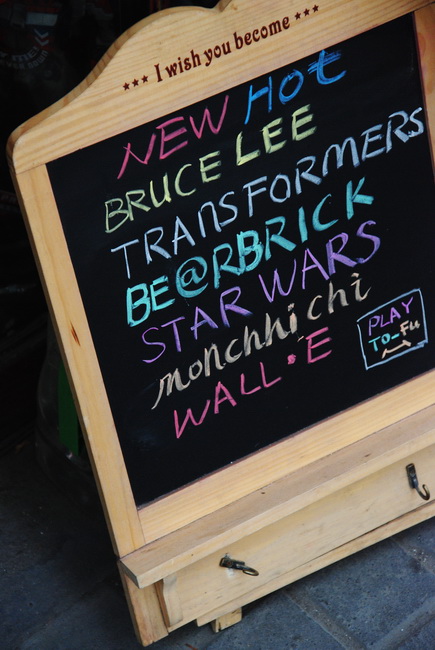 *** I wish you become ***
NEW Hot
BRUCE LEE
TRANSFORMERS
BE@RBRICK
STAR WARS
monchhichi
WALL•E
PLAY
TO-Fu